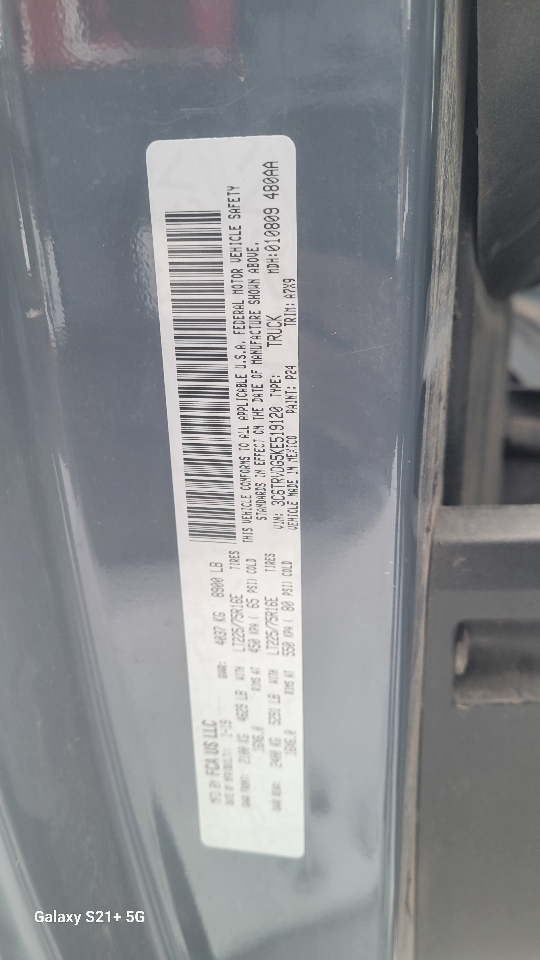 MFD BY FCA US LLC
DATE OF MFR(BUILT): 1-19 GVWR: 4037 KG 8900 LB
GAWR FRONT: 2100 KG 4629 LB WITH LT225/75R16E TIRES
16X6.0 RIMS AT 450 KPA ( 65 PSI) COLD
GAWR REAR: 2400 KG 5291 LB WITH LT225/75R16E TIRES
16X6.0 RIMS AT 550 KPA ( 80 PSI) COLD
THIS VEHICLE CONFORMS TO ALL APPLICABLE U.S.A. FEDERAL MOTOR VEHICLE SAFETY
STANDARDS IN EFFECT ON THE DATE OF MANUFACTURE SHOWN ABOVE.
VIN: 3C6TRVDG5KE519120 TYPE: TRUCK MDH:010809 480AA
VEHICLE MADE IN MEXICO PAINT: P24 TRIM: A7X9
Galaxy S21+ 5G